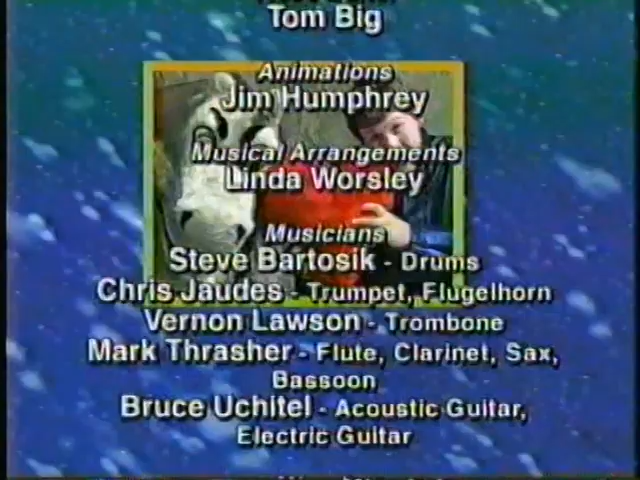 Tom Big
Animations
Jim Humphrey
Musical Arrangements
Linda Worsley
Musicians
Steve Bartosik - Drums
Chris Jaudes - Trumpet, Flugelhorn
Vernon Lawson - Trombone
Mark Thrasher - Flute, Clarinet, Sax,
Bassoon
Bruce Uchitel - Acoustic Guitar,
Electric Guitar